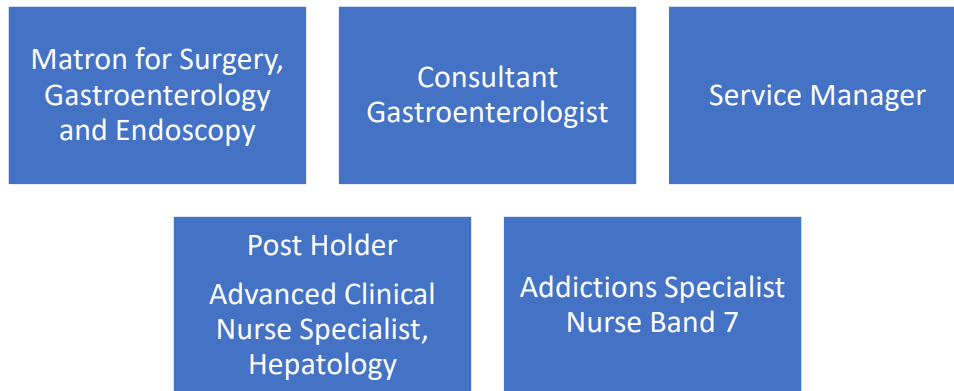 Matron for Surgery,
Gastroenterology
and Endoscopy
Consultant
Gastroenterologist
Service Manager
Post Holder
Advanced Clinical
Nurse Specialist,
Hepatology
Addictions Specialist
Nurse Band 7